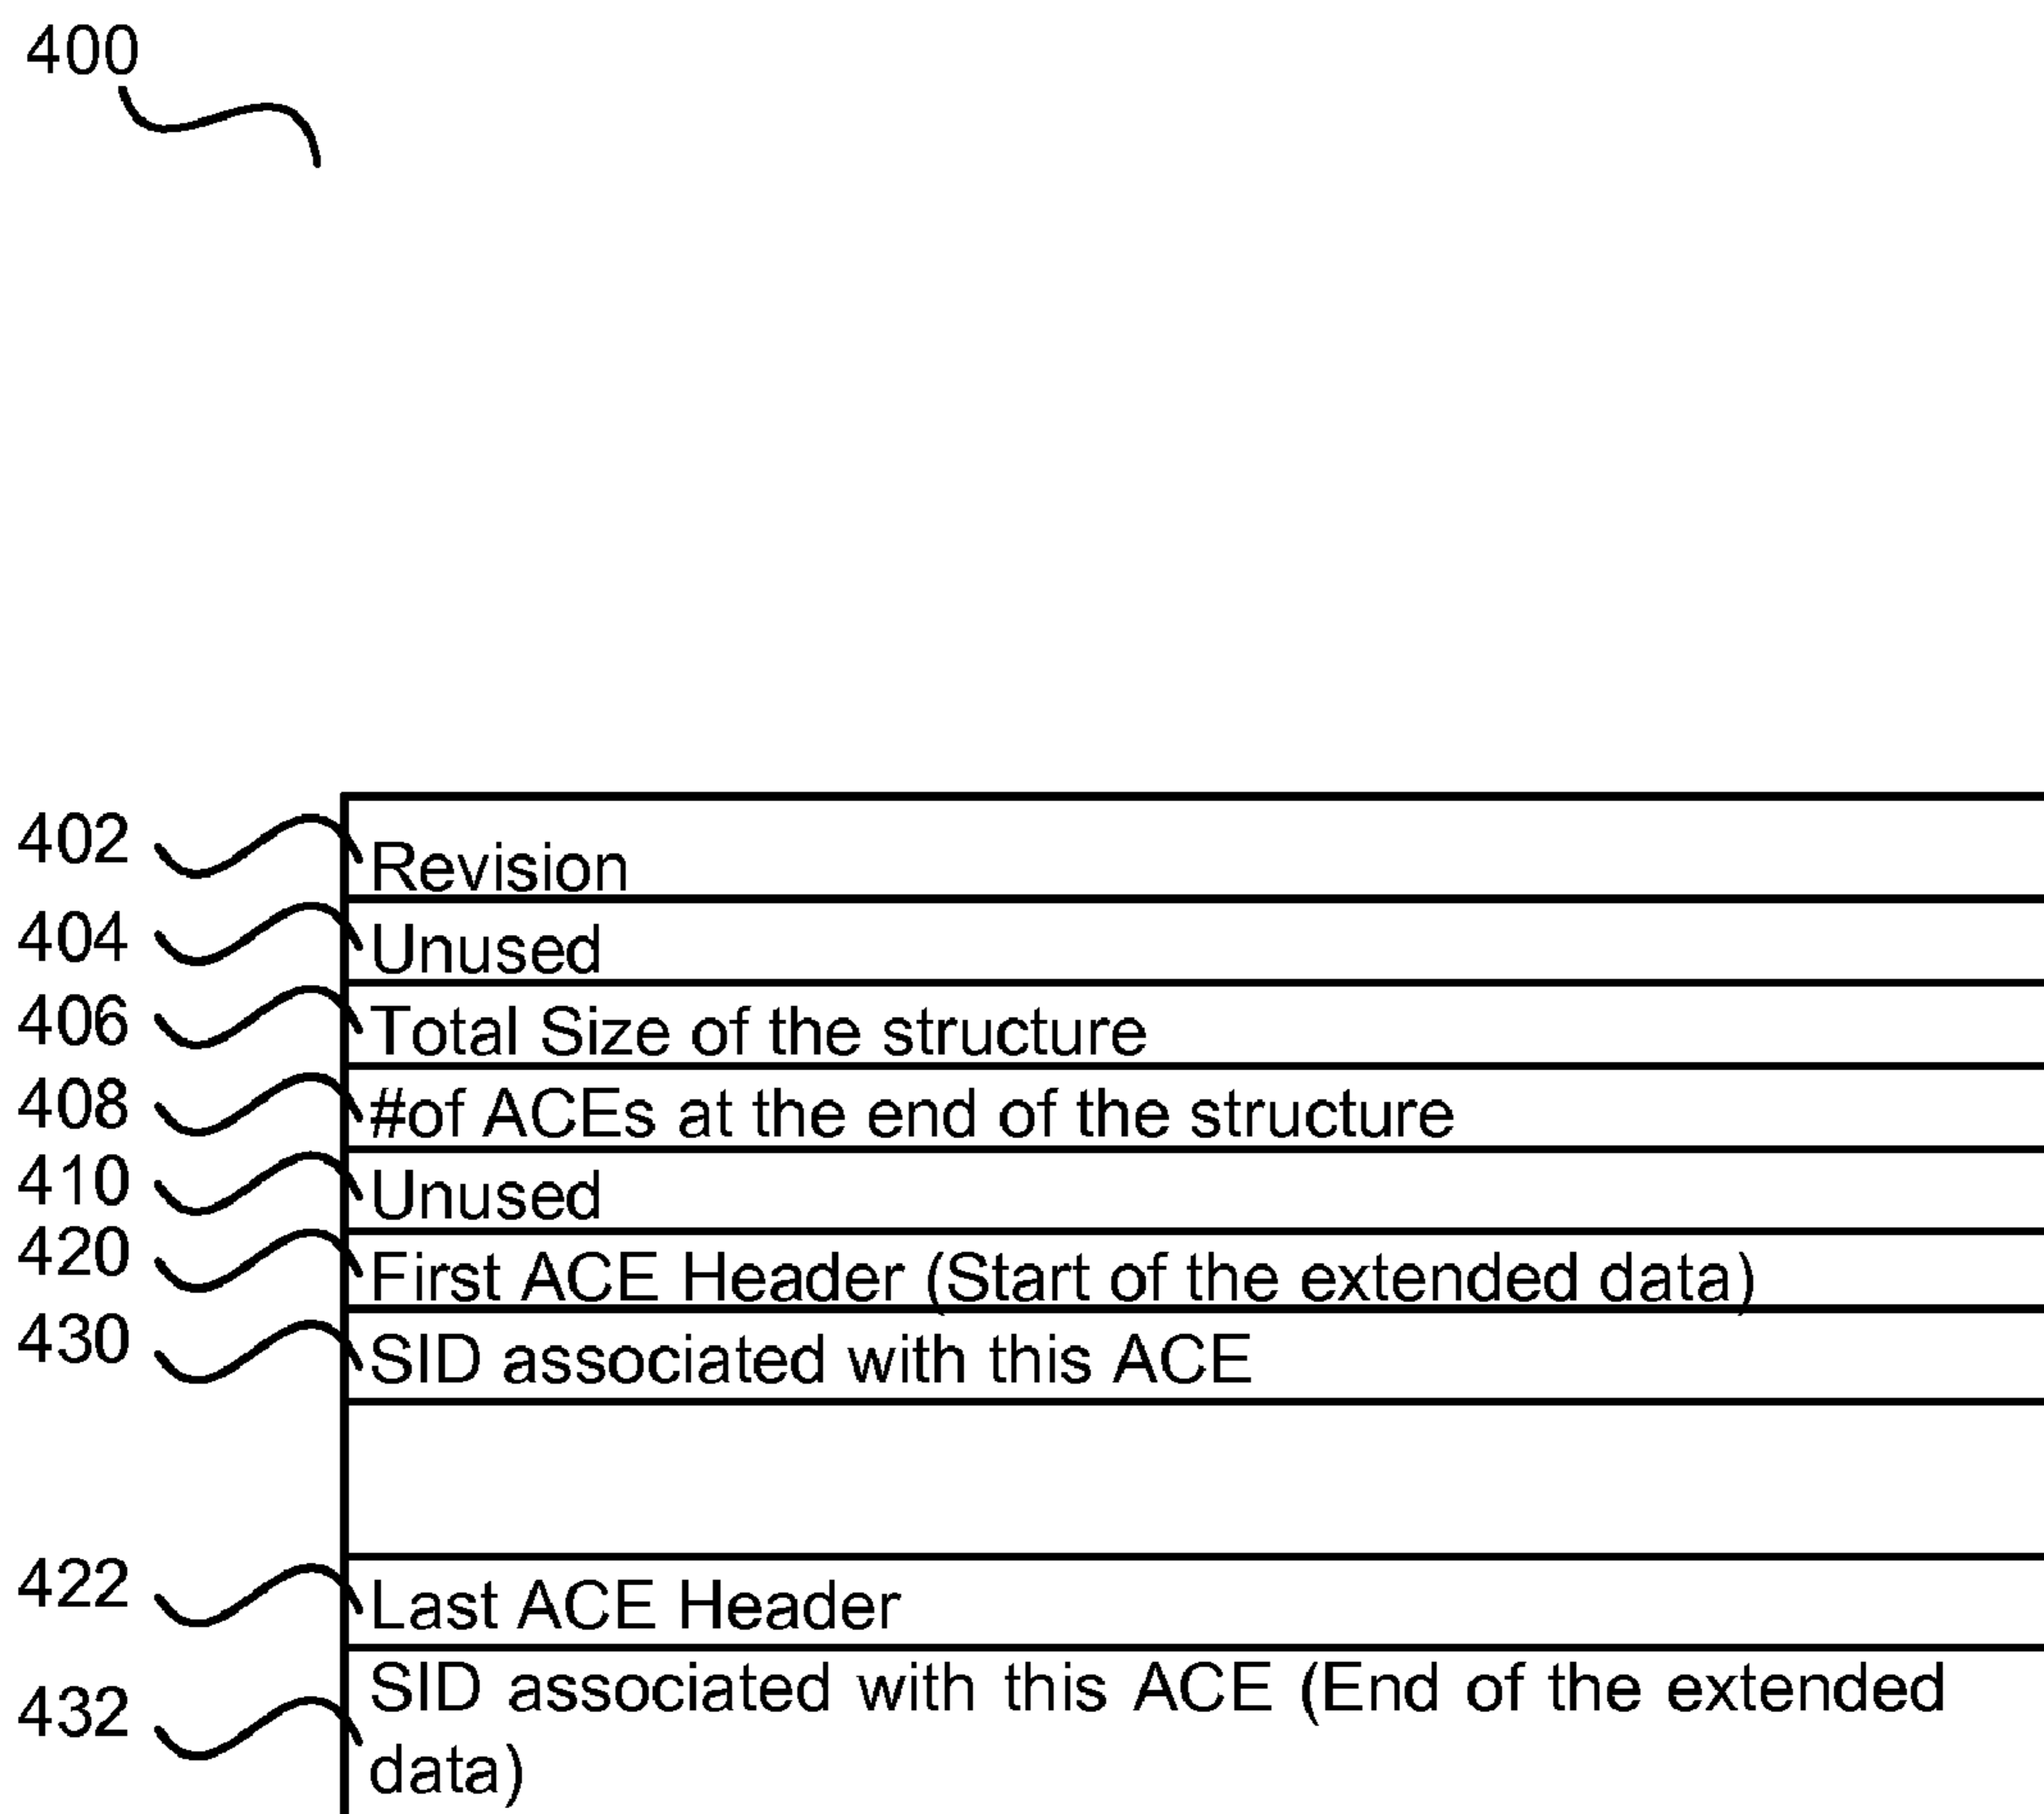 400
402 Revision
404 Unused
406 Total Size of the structure
408 #of ACEs at the end of the structure
410 Unused
420 First ACE Header (Start of the extended data)
430 SID associated with this ACE
422 Last ACE Header
432 SID associated with this ACE (End of the extended
data)